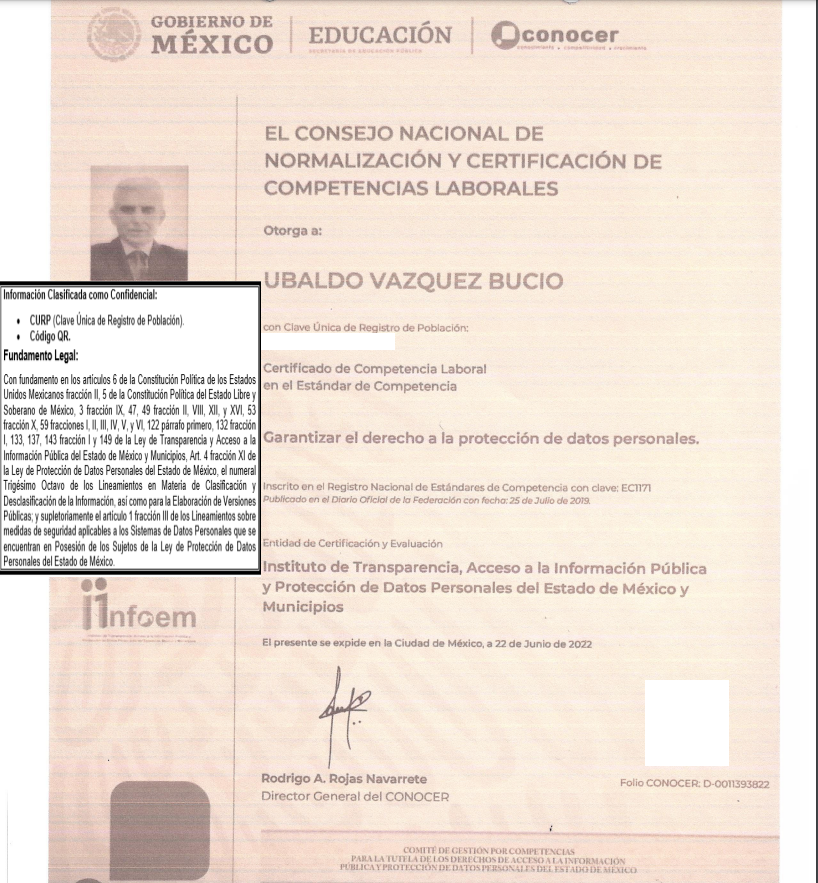 GOBIERNO DE
MÉXICO
EDUCACIÓN
SECRETARÍA DE EDUCACIÓN PÚBLICA
conocer
conocimiento • competitividad • crecimiento
EL CONSEJO NACIONAL DE
NORMALIZACIÓN Y CERTIFICACIÓN DE
COMPETENCIAS LABORALES
Otorga a:
UBALDO VAZQUEZ BUCIO
con Clave Única de Registro de Población:
Certificado de Competencia Laboral
en el Estándar de Competencia
Garantizar el derecho a la protección de datos personales.
Inscrito en el Registro Nacional de Estándares de Competencia con clave: EC1171
Publicado en el Diario Oficial de la Federación con fecha: 25 de Julio de 2019.
Entidad de Certificación y Evaluación
Instituto de Transparencia, Acceso a la Información Pública
y Protección de Datos Personales del Estado de México y
Municipios
El presente se expide en la Ciudad de México, a 22 de Junio de 2022
Información Clasificada como Confidencial:
• CURP (Clave Única de Registro de Población).
• Código QR.
Fundamento Legal:
Con fundamento en los artículos 6 de la Constitución Política de los Estados
Unidos Mexicanos fracción II, 5 de la Constitución Política del Estado Libre y
Soberano de México, 3 fracción IX, 47, 49 fracción II, VIII, XII, y XVI, 53
fracción X, 59 fracciones I, II, III, IV, V, y VI, 122 párrafo primero, 132 fracción
I, 133, 137, 143 fracción I y 149 de la Ley de Transparencia y Acceso a la
Información Pública del Estado de México y Municipios, Art. 4 fracción XI de
la Ley de Protección de Datos Personales del Estado de México, el numeral
Trigésimo Octavo de los Lineamientos en Materia de Clasificación y
Desclasificación de la Información, así como para la Elaboración de Versiones
Públicas; y supletoriamente el artículo 1 fracción III de los Lineamientos sobre
medidas de seguridad aplicables a los Sistemas de Datos Personales que se
encuentran en Posesión de los Sujetos de la Ley de Protección de Datos
Personales del Estado de México.
infoem
Rodrigo A. Rojas Navarrete
Director General del CONOCER
Folio CONOCER: D-0011393822
COMITÉ DE GESTIÓN POR COMPETENCIAS
PARA LA TUTELA DE LOS DERECHOS DE ACCESO A LA INFORMACIÓN
PÚBLICA Y PROTECCIÓN DE DATOS PERSONALES DEL ESTADO DE MÉXICO